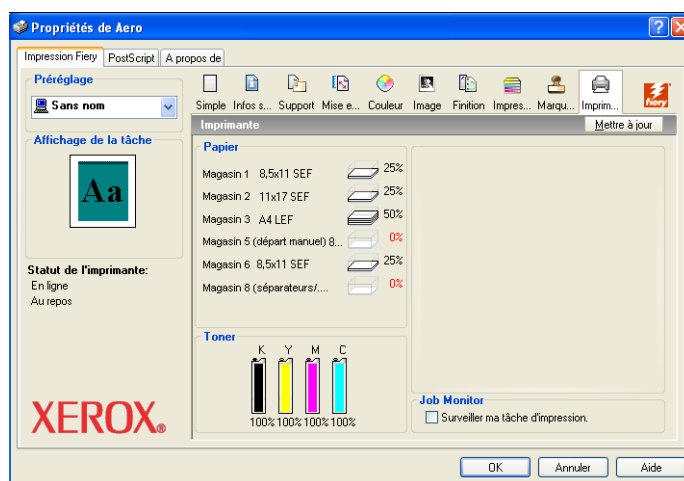 Propriétés de Aero
Impression Fiery PostScript A propos de
Préréglage
Sans nom
Affichage de la tâche
Aa
Statut de l'imprimante:
En ligne
Au repos
XEROX®
Simple Infos s... Support Mise e... Couleur Image Finition Impres... Marqu... Imprim...
fiery
Imprimante Mettre à jour
Papier
Magasin 1 8,5x11 SEF 25%
Magasin 2 11x17 SEF 25%
Magasin 3 A4 LEF 50%
Magasin 5 (départ manuel) 8... 0%
Magasin 6 8,5x11 SEF 25%
Magasin 8 (séparateurs/.... 0%
Toner
K Y M C
100% 100% 100% 100%
Job Monitor
Surveiller ma tâche d'impression.
OK Annuler Aide